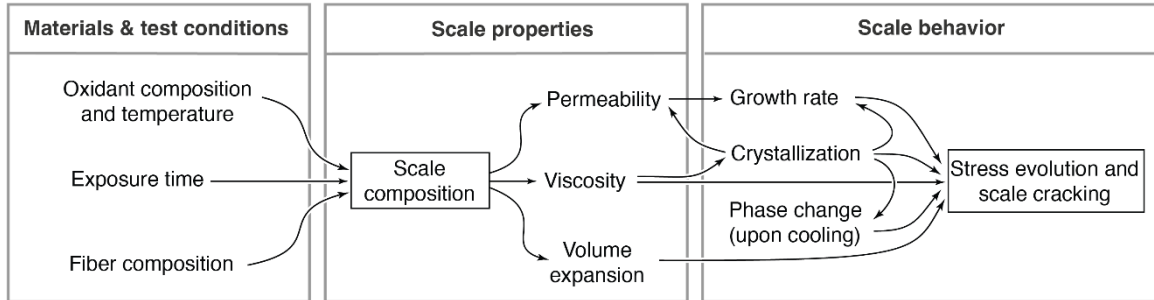 Materials & test conditions
Scale properties
Scale behavior
Oxidant composition
and temperature
Exposure time
Fiber composition
Scale
composition
Permeability
Viscosity
Volume
expansion
Growth rate
Crystallization
Phase change
(upon cooling)
Stress evolution and
scale cracking